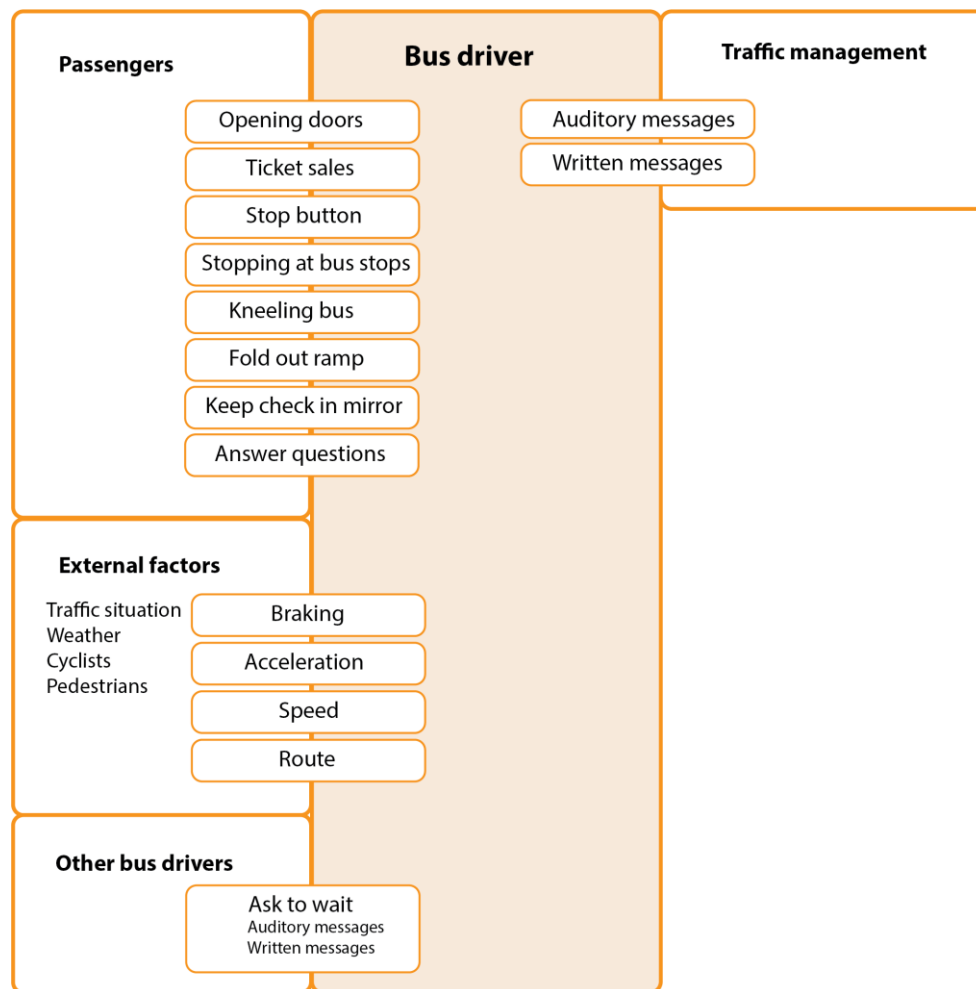 Passengers
Bus driver
Traffic management
Opening doors
Ticket sales
Stop button
Stopping at bus stops
Kneeling bus
Fold out ramp
Keep check in mirror
Answer questions
Auditory messages
Written messages
External factors
Traffic situation
Weather
Cyclists
Pedestrians
Braking
Acceleration
Speed
Route
Other bus drivers
Ask to wait
Auditory messages
Written messages